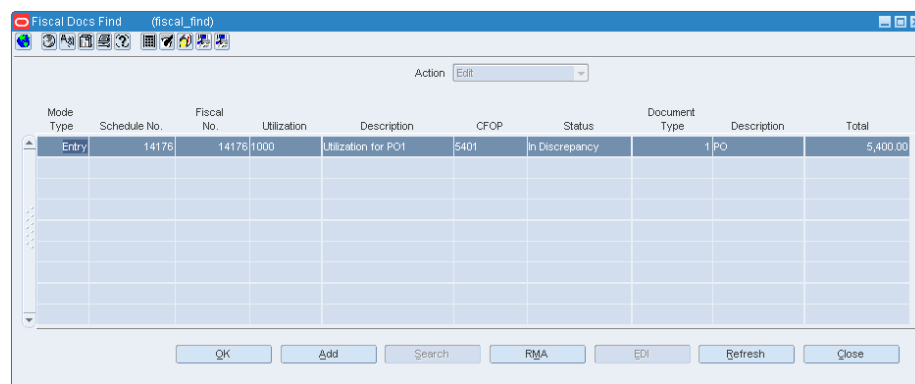 Fiscal Docs Find (fiscal_find)
Action Edit
Mode Type Schedule No. Fiscal No. Utilization Description CFOP Status Document Type Description Total
Entry 14176 14176 1000 Utilization for PO1 5401 In Discrepancy 1 PO 5,400.00
OK Add Search RMA EDI Refresh Close